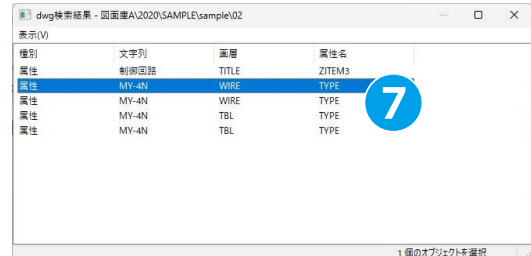 dwg検索結果 - 図面庫A\2020\SAMPLE\sample\02
表示(V)
種別 文字列 画層 属性名
属性 制御回路 TITLE ZITEM3
属性 MY-4N WIRE TYPE
属性 MY-4N WIRE TYPE
属性 MY-4N TBL TYPE
属性 MY-4N TBL TYPE
7
1 個のオブジェクトを選択